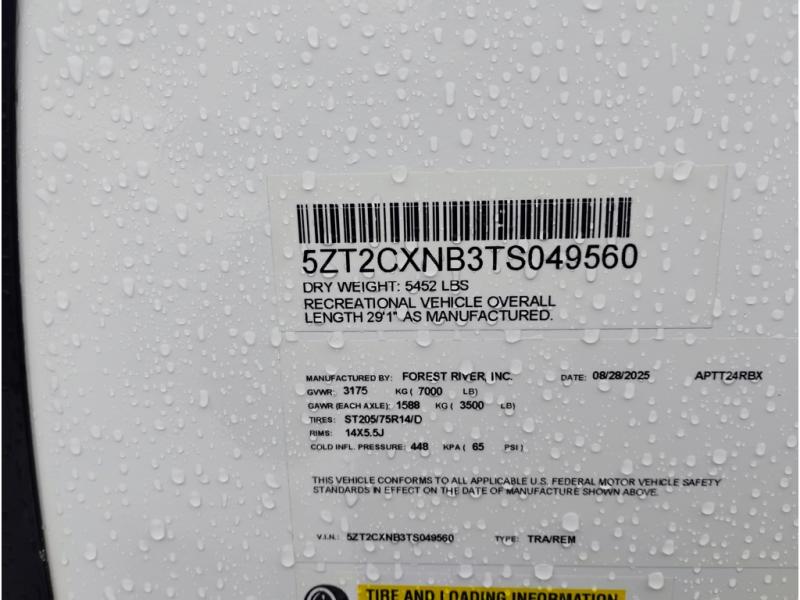 5ZT2CXNB3TS049560
DRY WEIGHT: 5452 LBS
RECREATIONAL VEHICLE OVERALL
LENGTH 29'1" AS MANUFACTURED.
MANUFACTURED BY: FOREST RIVER, INC. DATE: 08/28/2025 APTT24RBX
GVWR: 3175 KG ( 7000 LB)
GAWR (EACH AXLE): 1588 KG ( 3500 LB)
TIRES: ST205/75R14/D
RIMS: 14X5.5J
COLD INFL. PRESSURE: 448 KPA ( 65 PSI )
THIS VEHICLE CONFORMS TO ALL APPLICABLE U.S. FEDERAL MOTOR VEHICLE SAFETY
STANDARDS IN EFFECT ON THE DATE OF MANUFACTURE SHOWN ABOVE.
V.I.N.: 5ZT2CXNB3TS049560 TYPE: TRA/REM
TIRE AND LOADING INFORMATION